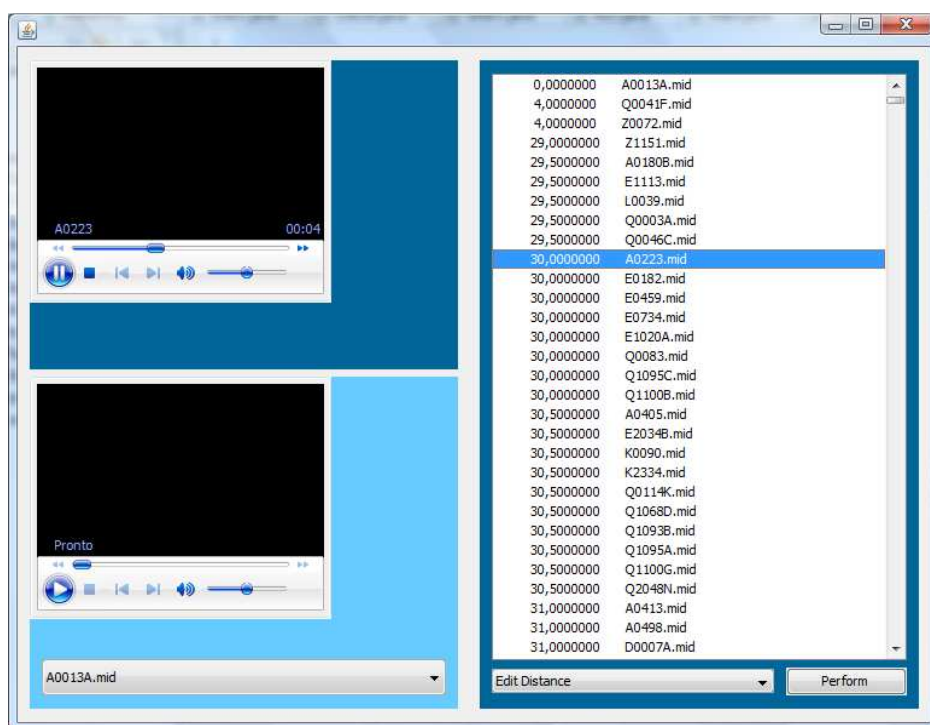 A0223 00:04
Pronto
A0013A.mid
0,0000000 A0013A.mid
4,0000000 Q0041F.mid
4,0000000 Z0072.mid
29,0000000 Z1151.mid
29,5000000 A0180B.mid
29,5000000 E1113.mid
29,5000000 L0039.mid
29,5000000 Q0003A.mid
29,5000000 Q0046C.mid
30,0000000 A0223.mid
30,0000000 E0182.mid
30,0000000 E0459.mid
30,0000000 E0734.mid
30,0000000 E1020A.mid
30,0000000 Q0083.mid
30,0000000 Q1095C.mid
30,0000000 Q1100B.mid
30,5000000 A0405.mid
30,5000000 E2034B.mid
30,5000000 K0090.mid
30,5000000 K2334.mid
30,5000000 Q0114K.mid
30,5000000 Q1068D.mid
30,5000000 Q1093B.mid
30,5000000 Q1095A.mid
30,5000000 Q1100G.mid
30,5000000 Q2048N.mid
31,0000000 A0413.mid
31,0000000 A0498.mid
31,0000000 D0007A.mid
Edit Distance Perform